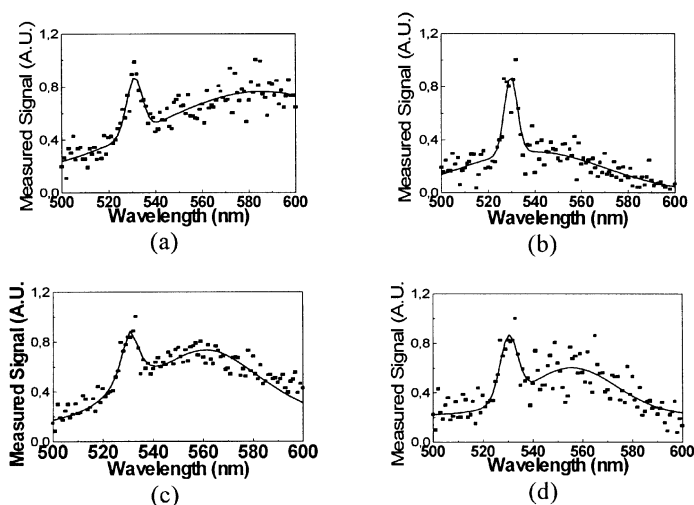 Measured Signal (A.U.)
1,2
0,8
0,4
0,0
500 520 540 560 580 600
Wavelength (nm)
(a)
Measured Signal (A.U.)
1,2
0,8
0,4
0,0
500 520 540 560 580 600
Wavelength (nm)
(b)
Measured Signal (A.U.)
1,2
0,8
0,4
0,0
500 520 540 560 580 600
Wavelength (nm)
(c)
Measured Signal (A.U.
1,2
0,8
0,4
0,0
500 520 540 560 580 600
Wavelength (nm)
(d)